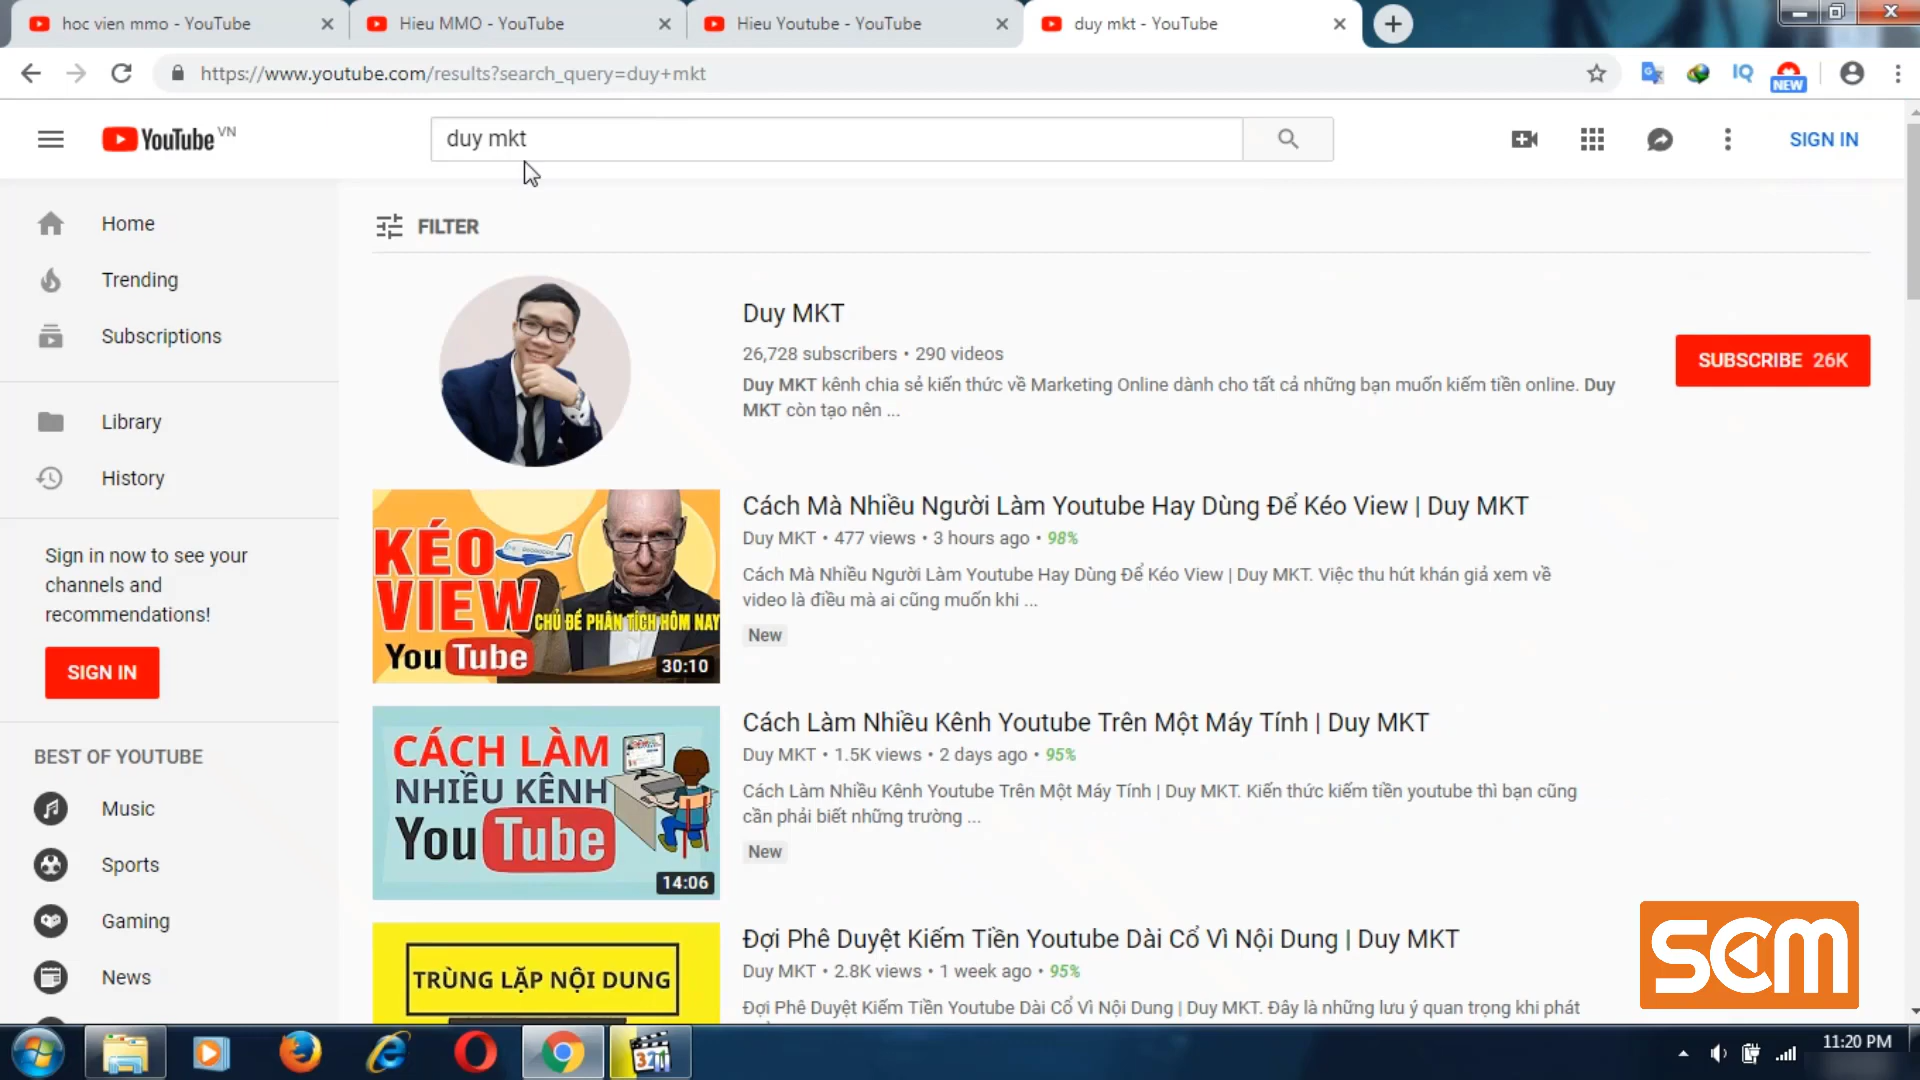 hoc vien mmo - YouTube
Hieu MMO - YouTube
Hieu Youtube - YouTube
duy mkt - YouTube
https://www.youtube.com/results?search_query=duy+mkt
IQ
NEW
YouTube VN
duy mkt
SIGN IN
Home
Trending
Subscriptions
Library
History
Sign in now to see your
channels and
recommendations!
SIGN IN
BEST OF YOUTUBE
Music
Sports
Gaming
News
FILTER
Duy MKT
26,728 subscribers • 290 videos
Duy MKT kênh chia sẻ kiến thức về Marketing Online dành cho tất cả những bạn muốn kiếm tiền online. Duy
MKT còn tạo nên ...
SUBSCRIBE 26K
KÉO
VIEW
CHỦ ĐỀ PHÂN TÍCH HÔM NAY
YouTube
30:10
Cách Mà Nhiều Người Làm Youtube Hay Dùng Để Kéo View | Duy MKT
Duy MKT • 477 views • 3 hours ago • 98%
Cách Mà Nhiều Người Làm Youtube Hay Dùng Để Kéo View | Duy MKT. Việc thu hút khán giả xem về
video là điều mà ai cũng muốn khi ...
New
CÁCH LÀM
NHIỀU KÊNH
YouTube
14:06
Cách Làm Nhiều Kênh Youtube Trên Một Máy Tính | Duy MKT
Duy MKT • 1.5K views • 2 days ago • 95%
Cách Làm Nhiều Kênh Youtube Trên Một Máy Tính | Duy MKT. Kiến thức kiếm tiền youtube thì bạn cũng
cần phải biết những trường ...
New
TRÙNG LẶP NỘI DUNG
Đợi Phê Duyệt Kiếm Tiền Youtube Dài Cổ Vì Nội Dung | Duy MKT
Duy MKT • 2.8K views • 1 week ago • 95%
Đợi Phê Duyệt Kiếm Tiền Youtube Dài Cổ Vì Nội Dung | Duy MKT. Đây là những lưu ý quan trọng khi phát
SCM
321
11:20 PM